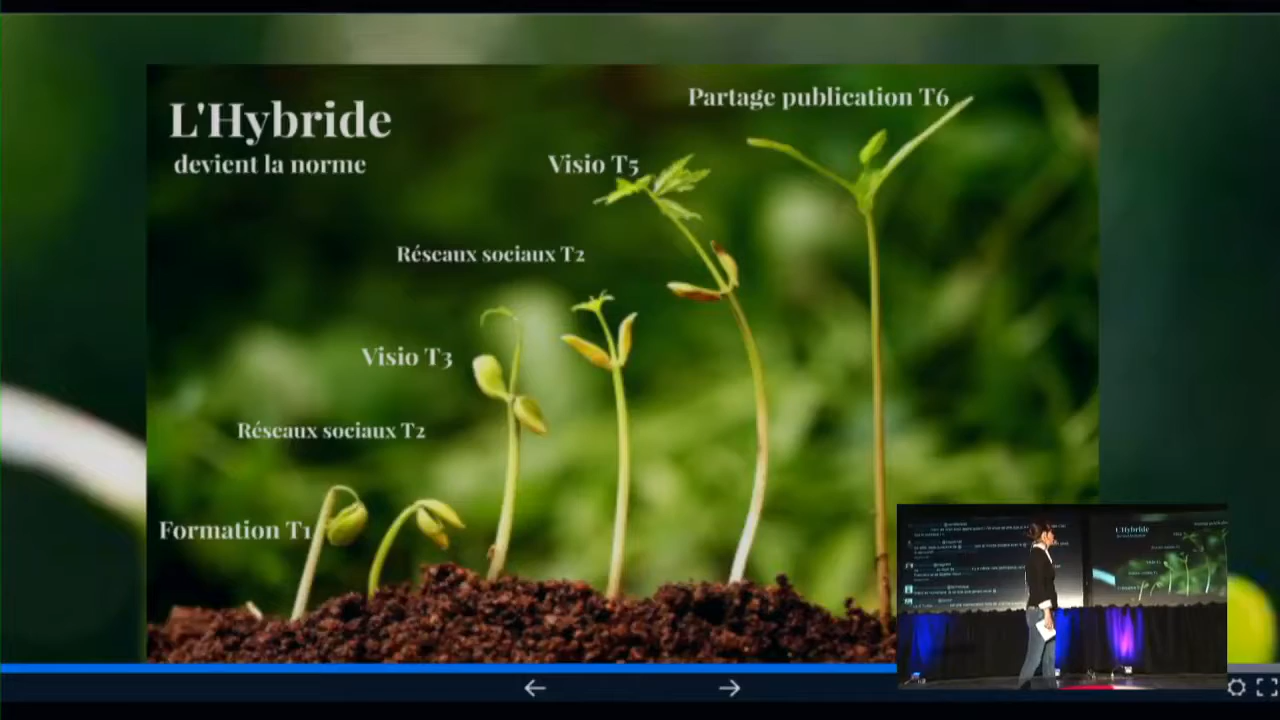 L'Hybride
devient la norme
Partage publication T6
Visio T5
Réseaux sociaux T2
Visio T3
Réseaux sociaux T2
Formation T1
L'Hybride